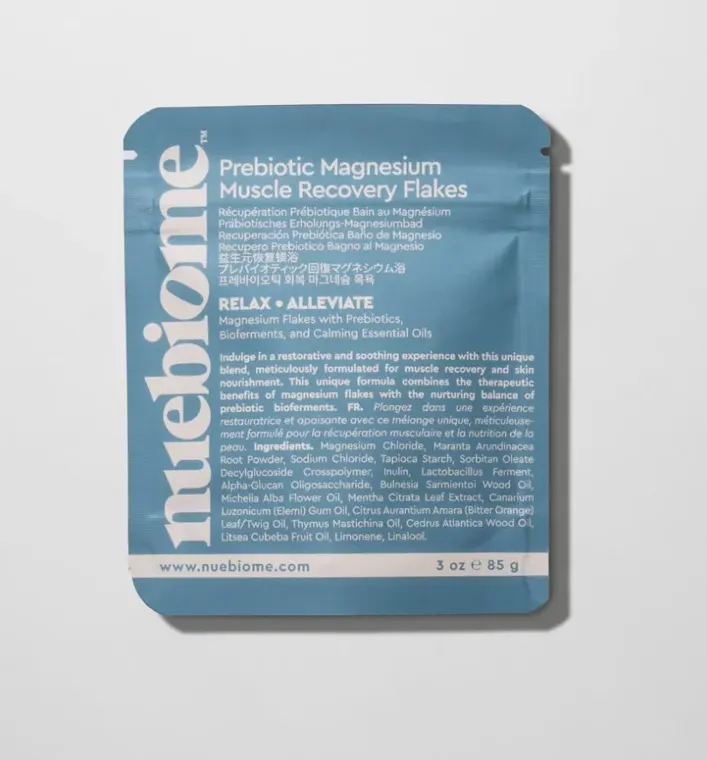 nuebiome™
Prebiotic Magnesium
Muscle Recovery Flakes
Récupération Prébiotique Bain au Magnésium
Präbiotisches Erholungs-Magnesiumbad
Recuperación Prebiótica Baño de Magnesio
Recupero Prebiotico Bagno al Magnesio
益生元恢复镁浴
プレバイオティック回復マグネシウム浴
프레바이오틱 회복 마그네슘 목욕
RELAX • ALLEVIATE
Magnesium Flakes with Prebiotics,
Bioferments, and Calming Essential Oils
Indulge in a restorative and soothing experience with this unique
blend, meticulously formulated for muscle recovery and skin
nourishment. This unique formula combines the therapeutic
benefits of magnesium flakes with the nurturing balance of
prebiotic bioferments. FR. Plongez dans une expérience
restauratrice et apaisante avec ce mélange unique, méticuleuse-
ment formulé pour la récupération musculaire et la nutrition de la
peau. Ingredients. Magnesium Chloride, Maranta Arundinacea
Root Powder, Sodium Chloride, Tapioca Starch, Sorbitan Oleate
Decylglucoside Crosspolymer, Inulin, Lactobacillus Ferment,
Alpha-Glucan Oligosaccharide, Bulnesia Sarmientoi Wood Oil,
Michelia Alba Flower Oil, Mentha Citrata Leaf Extract, Canarium
Luzonicum (Elemi) Gum Oil, Citrus Aurantium Amara (Bitter Orange)
Leaf/Twig Oil, Thymus Mastichina Oil, Cedrus Atlantica Wood Oil,
Litsea Cubeba Fruit Oil, Limonene, Linalool.
www.nuebiome.com 3 oz ℮ 85 g